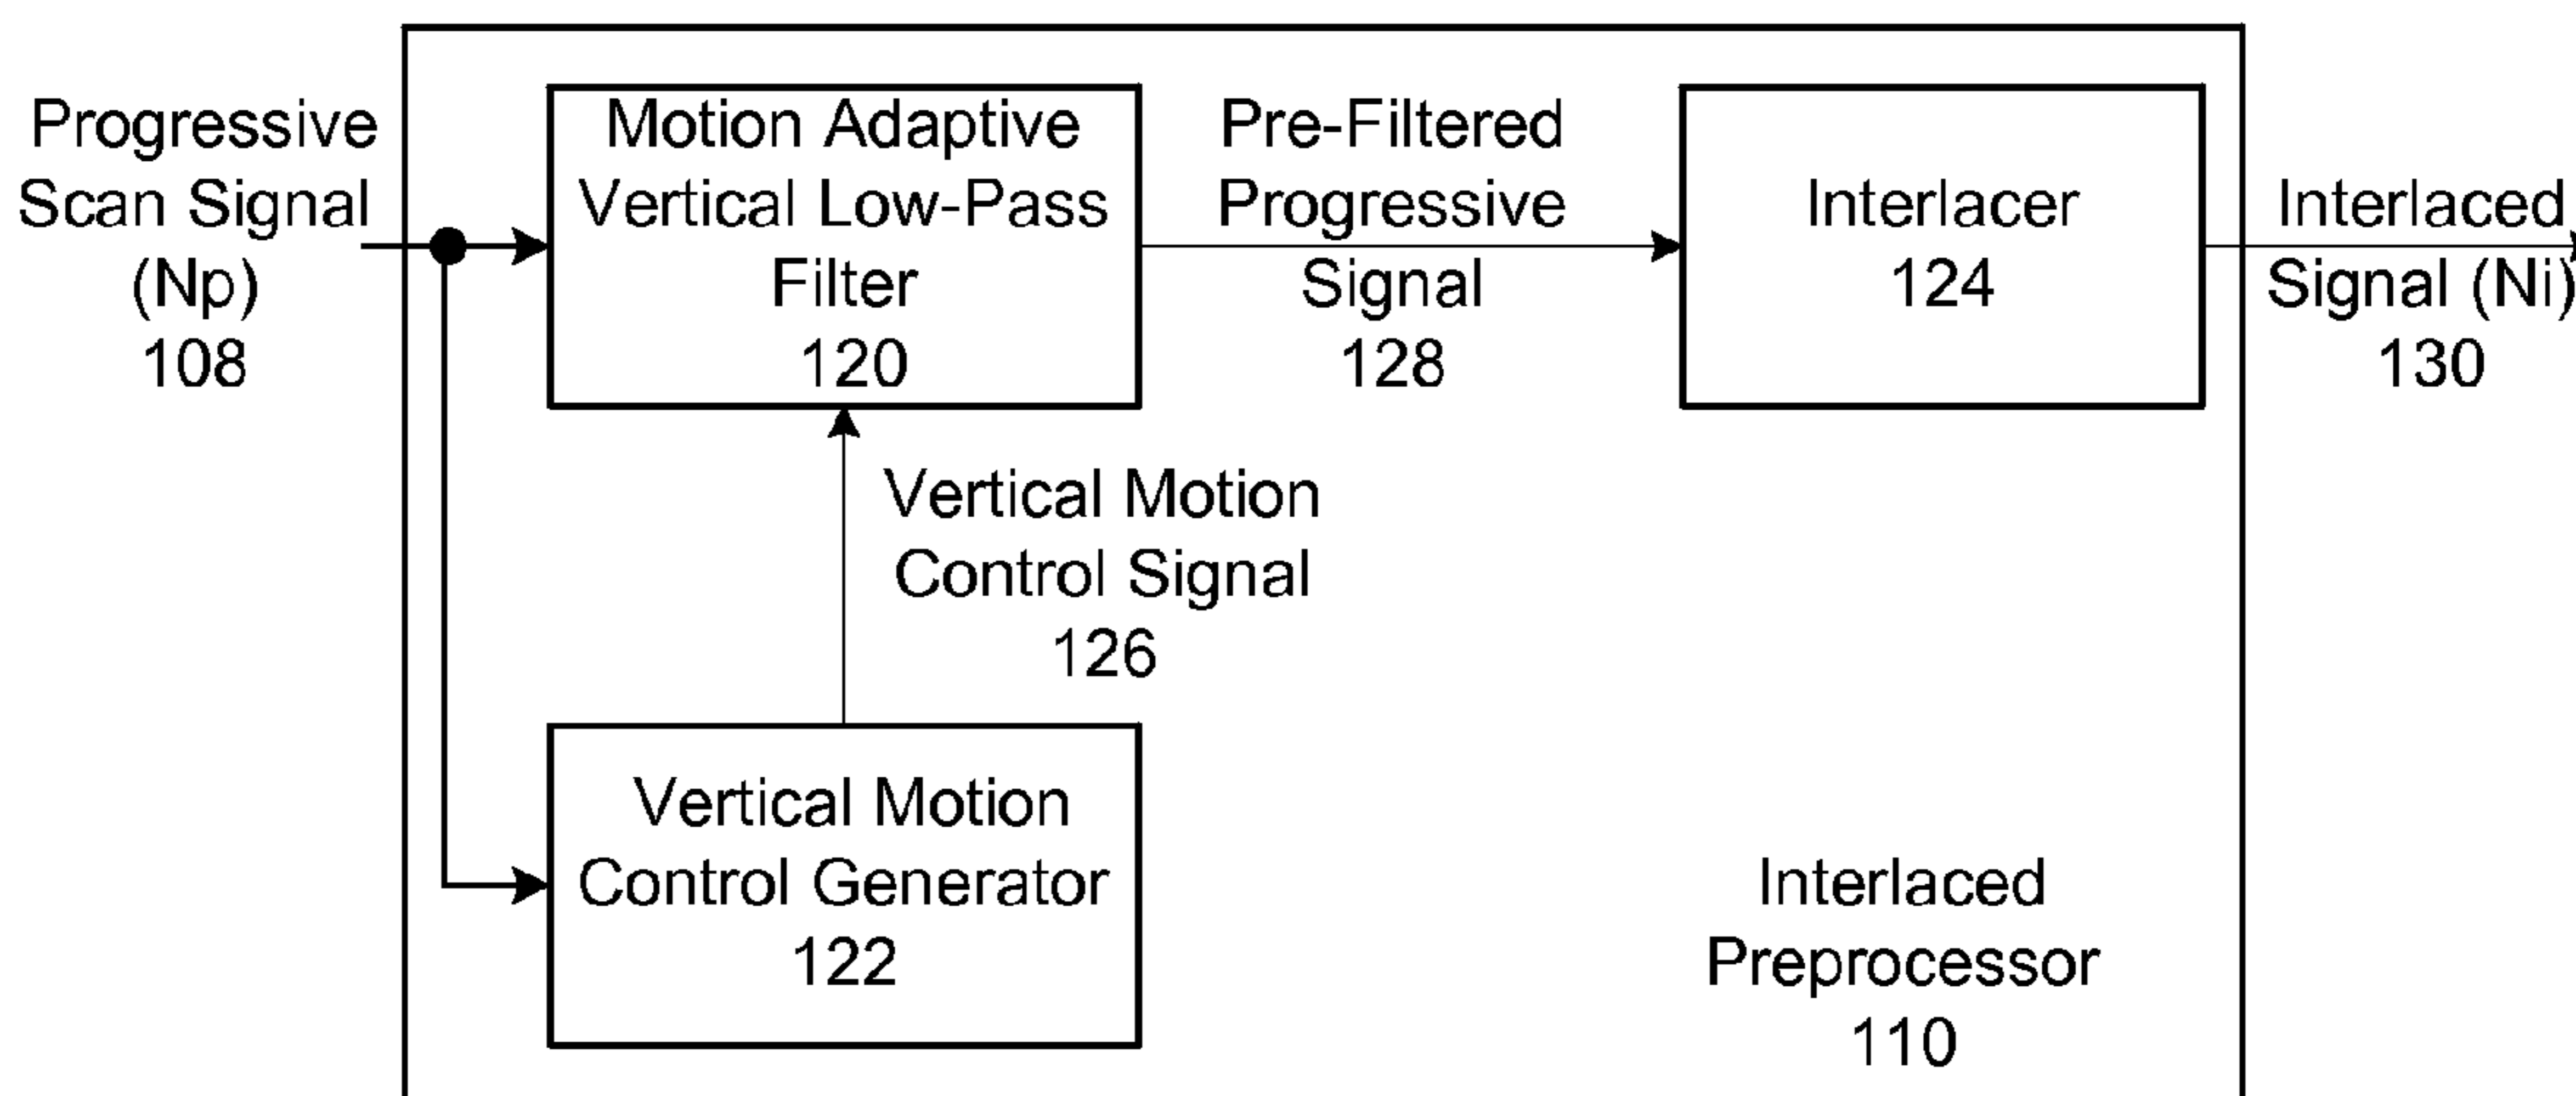 Progressive
Scan Signal
(Np)
108
Motion Adaptive
Vertical Low-Pass
Filter
120
Pre-Filtered
Progressive
Signal
128
Interlacer
124
Interlaced
Signal (Ni)
130
Vertical Motion
Control Signal
126
Vertical Motion
Control Generator
122
Interlaced
Preprocessor
110